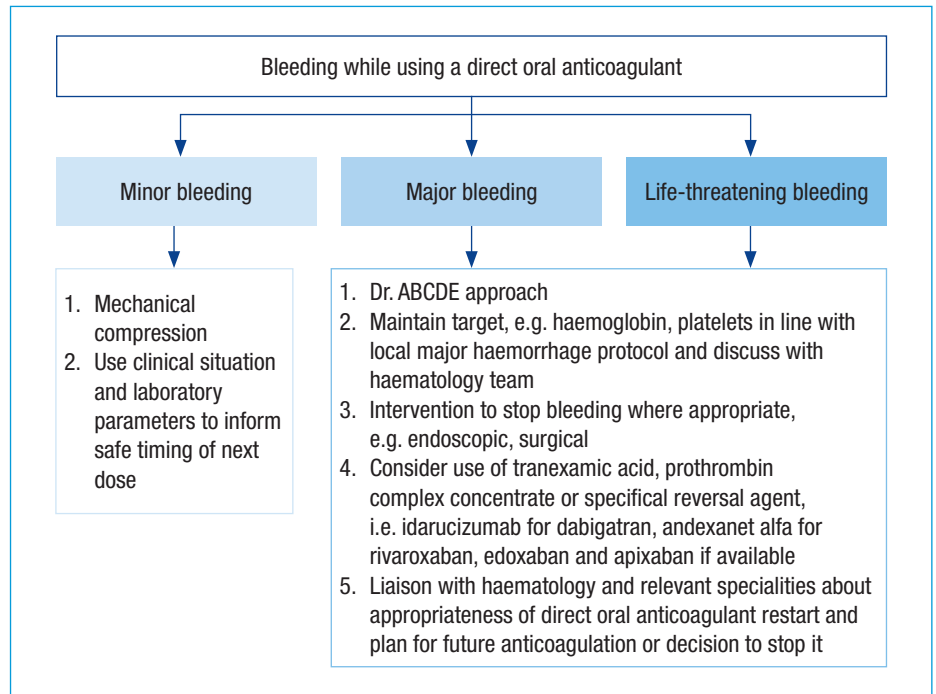 Bleeding while using a direct oral anticoagulant
Minor bleeding
Major bleeding
Life-threatening bleeding
1. Mechanical
compression
2. Use clinical situation
and laboratory
parameters to inform
safe timing of next
dose
1. Dr. ABCDE approach
2. Maintain target, e.g. haemoglobin, platelets in line with
local major haemorrhage protocol and discuss with
haematology team
3. Intervention to stop bleeding where appropriate,
e.g. endoscopic, surgical
4. Consider use of tranexamic acid, prothrombin
complex concentrate or specifical reversal agent,
i.e. idarucizumab for dabigatran, andexanet alfa for
rivaroxaban, edoxaban and apixaban if available
5. Liaison with haematology and relevant specialities about
appropriateness of direct oral anticoagulant restart and
plan for future anticoagulation or decision to stop it